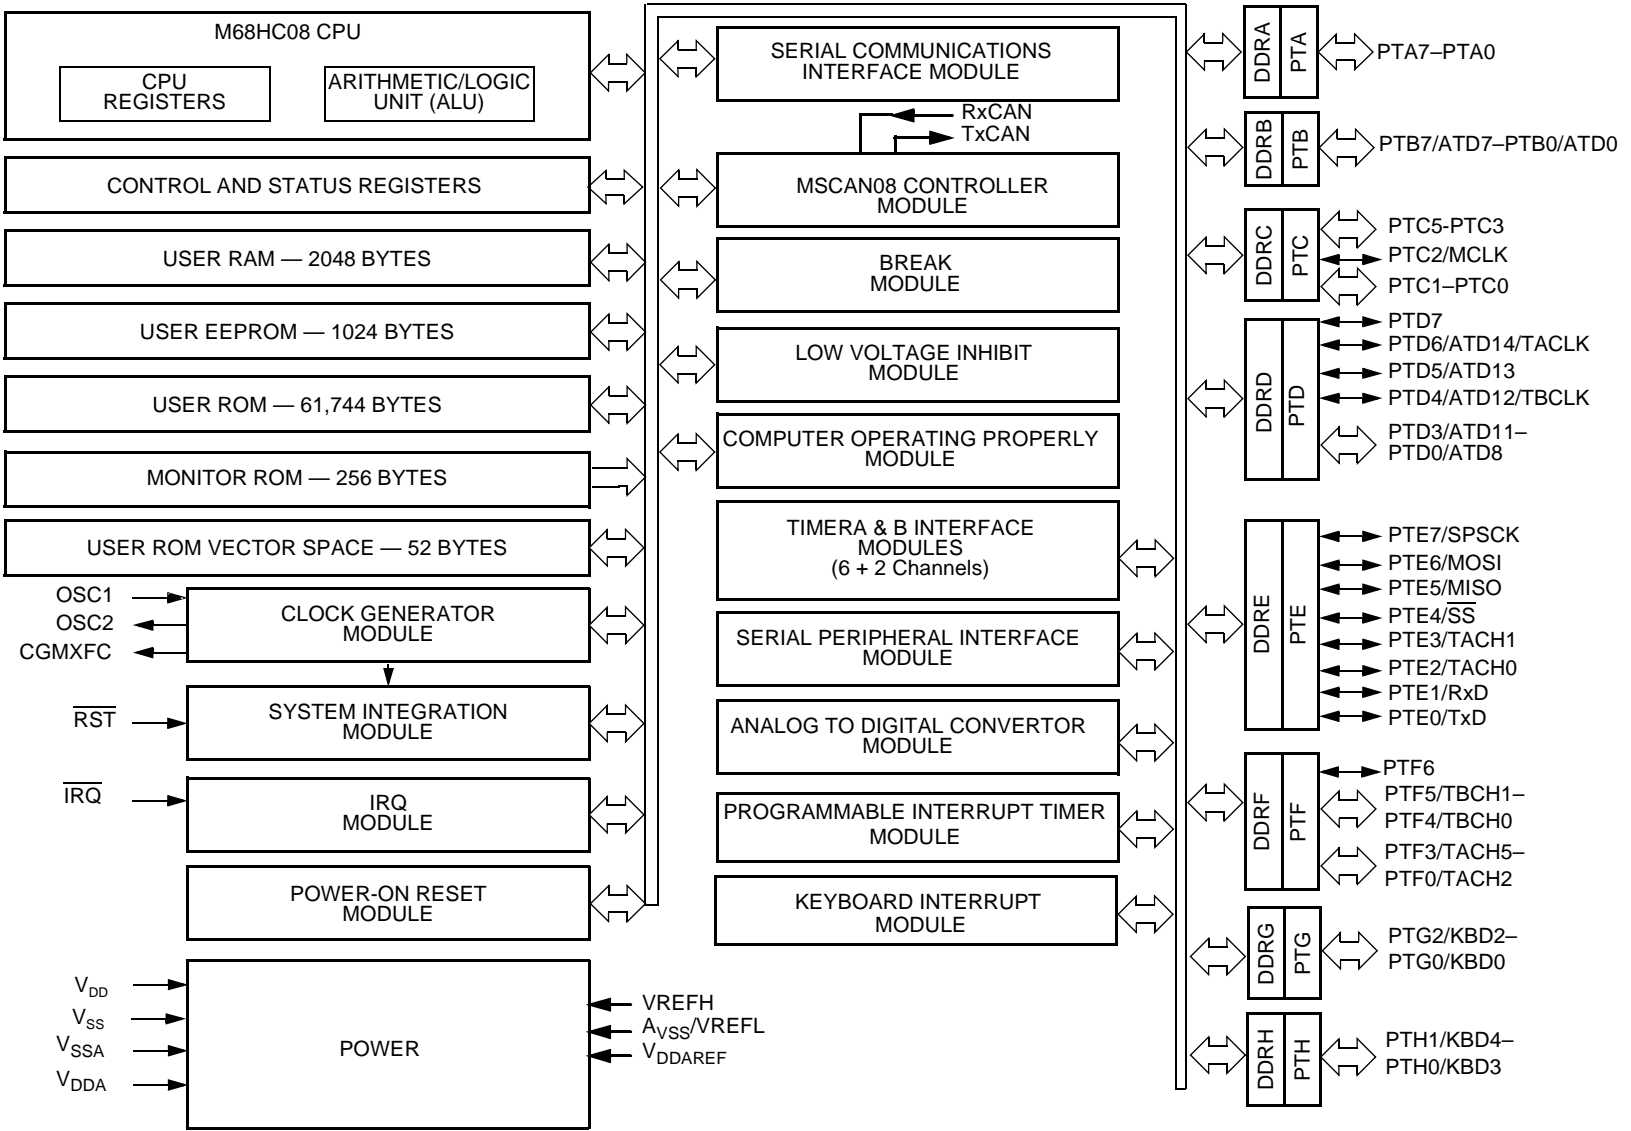 M68HC08 CPU
CPU
REGISTERS
ARITHMETIC/LOGIC
UNIT (ALU)
CONTROL AND STATUS REGISTERS
USER RAM — 2048 BYTES
USER EEPROM — 1024 BYTES
USER ROM — 61,744 BYTES
MONITOR ROM — 256 BYTES
USER ROM VECTOR SPACE — 52 BYTES
OSC1
OSC2
CGMXFC
CLOCK GENERATOR
MODULE
RST
SYSTEM INTEGRATION
MODULE
IRQ
IRQ
MODULE
POWER-ON RESET
MODULE
VDD
VSS
VSSA
VDDA
POWER
VREFH
AVSS/VREFL
VDDAREF
SERIAL COMMUNICATIONS
INTERFACE MODULE
RxCAN
TxCAN
MSCAN08 CONTROLLER
MODULE
BREAK
MODULE
LOW VOLTAGE INHIBIT
MODULE
COMPUTER OPERATING PROPERLY
MODULE
TIMERA & B INTERFACE
MODULES
(6 + 2 Channels)
SERIAL PERIPHERAL INTERFACE
MODULE
ANALOG TO DIGITAL CONVERTOR
MODULE
PROGRAMMABLE INTERRUPT TIMER
MODULE
KEYBOARD INTERRUPT
MODULE
DDRA
PTA
PTA7–PTA0
DDRB
PTB
PTB7/ATD7–PTB0/ATD0
DDRC
PTC
PTC5-PTC3
PTC2/MCLK
PTC1–PTC0
DDRD
PTD
PTD7
PTD6/ATD14/TACLK
PTD5/ATD13
PTD4/ATD12/TBCLK
PTD3/ATD11–
PTD0/ATD8
DDRE
PTE
PTE7/SPSCK
PTE6/MOSI
PTE5/MISO
PTE4/SS
PTE3/TACH1
PTE2/TACH0
PTE1/RxD
PTE0/TxD
DDRF
PTF
PTF6
PTF5/TBCH1–
PTF4/TBCH0
PTF3/TACH5–
PTF0/TACH2
DDRG
PTG
PTG2/KBD2–
PTG0/KBD0
DDRH
PTH
PTH1/KBD4–
PTH0/KBD3